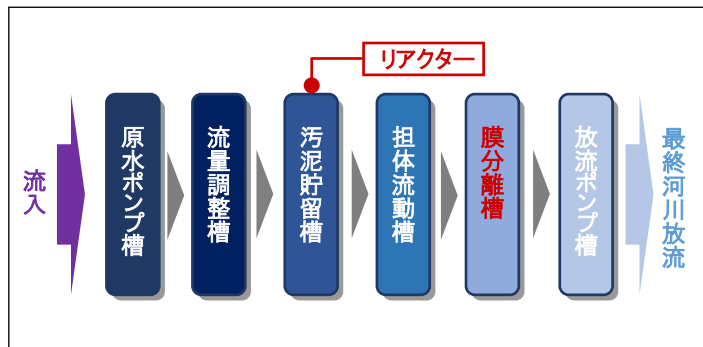 リアクター
流入
原水ポンプ槽
流量調整槽
汚泥貯留槽
担体流動槽
膜分離槽
放流ポンプ槽
最終河川放流